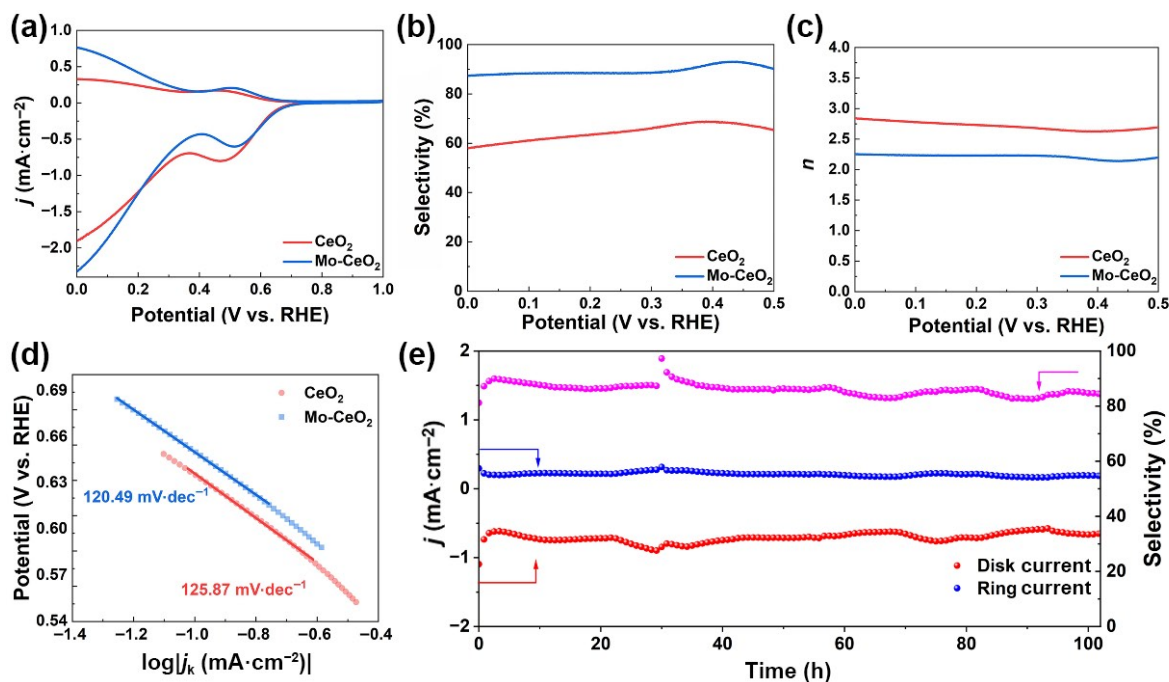 (a)
1.0
0.5
0.0
−0.5
−1.0
−1.5
−2.0
j (mA·cm⁻²)
CeO₂
Mo-CeO₂
0.0 0.2 0.4 0.6 0.8 1.0
Potential (V vs. RHE)
(b)
100
80
60
40
20
0
Selectivity (%)
CeO₂
Mo-CeO₂
0.0 0.1 0.2 0.3 0.4 0.5
Potential (V vs. RHE)
(c)
4.0
3.5
3.0
2.5
2.0
1.5
1.0
0.5
0.0
n
CeO₂
Mo-CeO₂
0.0 0.1 0.2 0.3 0.4 0.5
Potential (V vs. RHE)
(d)
0.69
0.66
0.63
0.60
0.57
0.54
Potential (V vs. RHE)
CeO₂
Mo-CeO₂
120.49 mV·dec⁻¹
125.87 mV·dec⁻¹
−1.4 −1.2 −1.0 −0.8 −0.6 −0.4
log|jₖ (mA·cm⁻²)|
(e)
2
1
0
−1
−2
j (mA·cm⁻²)
100
80
60
40
20
0
Selectivity (%)
Disk current
Ring current
0 20 40 60 80 100
Time (h)